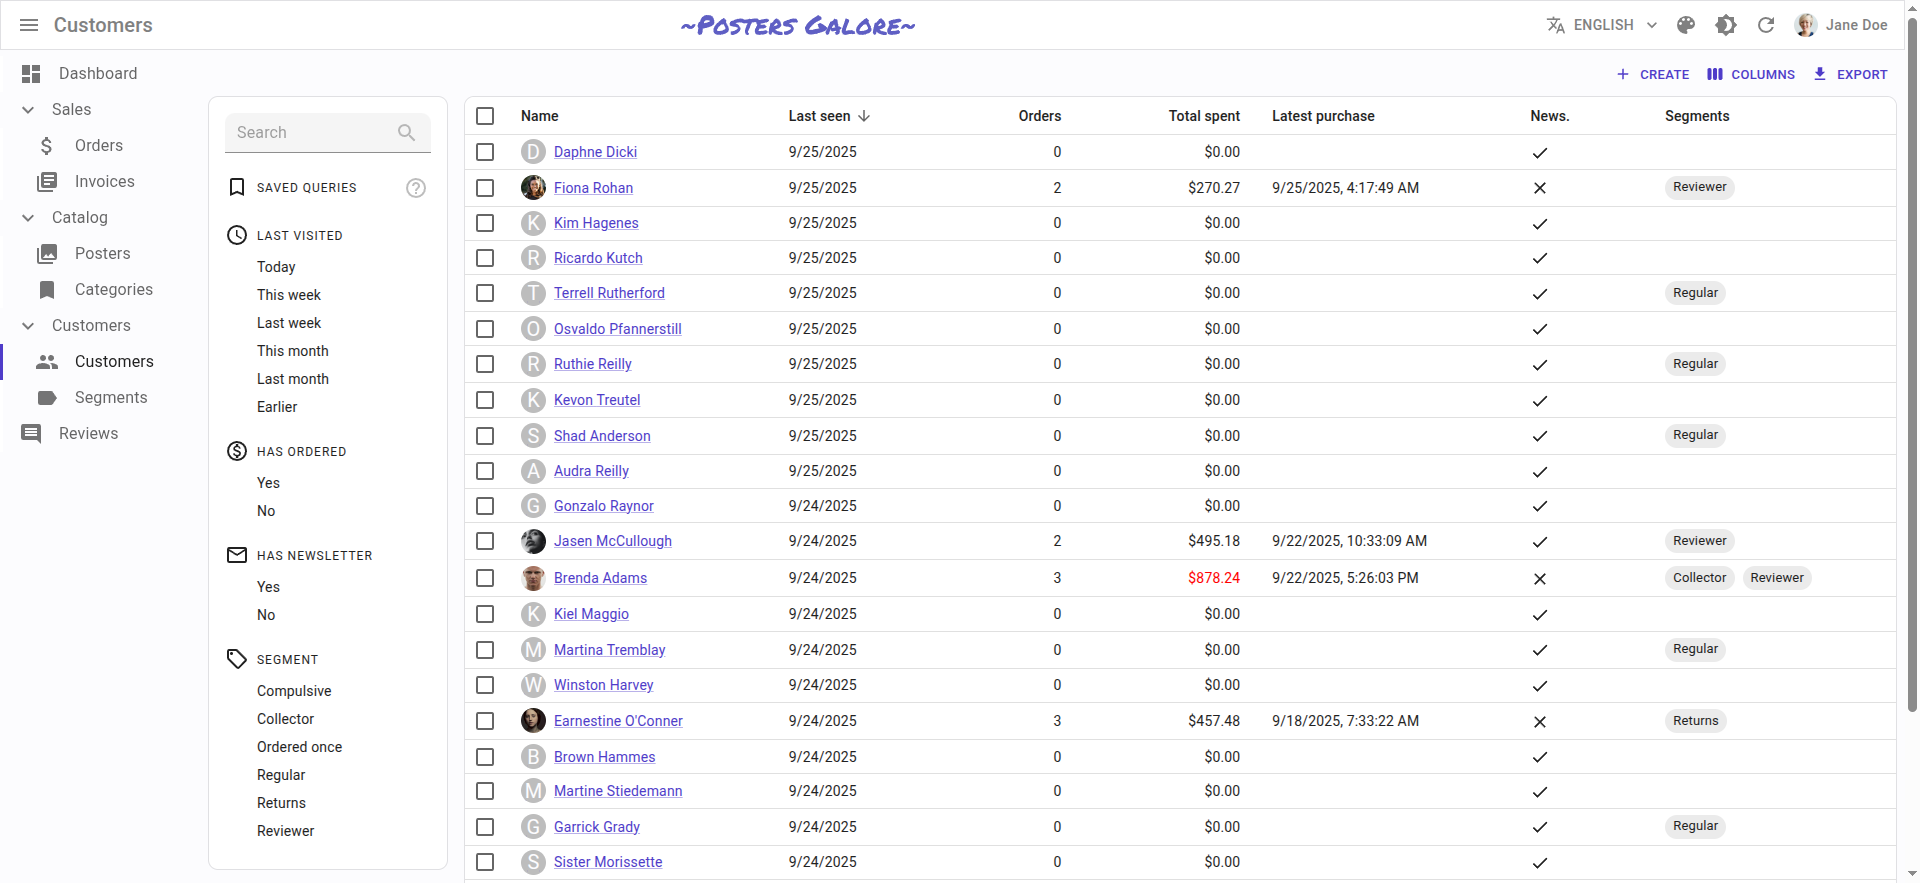 Customers
~Posters Galore~
ENGLISH
Jane Doe
Dashboard
Sales
Orders
Invoices
Catalog
Posters
Categories
Customers
Customers
Segments
Reviews
CREATE
COLUMNS
EXPORT
Search
SAVED QUERIES
LAST VISITED
Today
This week
Last week
This month
Last month
Earlier
HAS ORDERED
Yes
No
HAS NEWSLETTER
Yes
No
SEGMENT
Compulsive
Collector
Ordered once
Regular
Returns
Reviewer
Name Last seen Orders Total spent Latest purchase News. Segments
D Daphne Dicki 9/25/2025 0 $0.00
Fiona Rohan 9/25/2025 2 $270.27 9/25/2025, 4:17:49 AM Reviewer
K Kim Hagenes 9/25/2025 0 $0.00
R Ricardo Kutch 9/25/2025 0 $0.00
T Terrell Rutherford 9/25/2025 0 $0.00 Regular
O Osvaldo Pfannerstill 9/25/2025 0 $0.00
R Ruthie Reilly 9/25/2025 0 $0.00 Regular
K Kevon Treutel 9/25/2025 0 $0.00
S Shad Anderson 9/25/2025 0 $0.00 Regular
A Audra Reilly 9/25/2025 0 $0.00
G Gonzalo Raynor 9/24/2025 0 $0.00
Jasen McCullough 9/24/2025 2 $495.18 9/22/2025, 10:33:09 AM Reviewer
Brenda Adams 9/24/2025 3 $878.24 9/22/2025, 5:26:03 PM Collector Reviewer
K Kiel Maggio 9/24/2025 0 $0.00
M Martina Tremblay 9/24/2025 0 $0.00 Regular
W Winston Harvey 9/24/2025 0 $0.00
Earnestine O'Conner 9/24/2025 3 $457.48 9/18/2025, 7:33:22 AM Returns
B Brown Hammes 9/24/2025 0 $0.00
M Martine Stiedemann 9/24/2025 0 $0.00
G Garrick Grady 9/24/2025 0 $0.00 Regular
S Sister Morissette 9/24/2025 0 $0.00